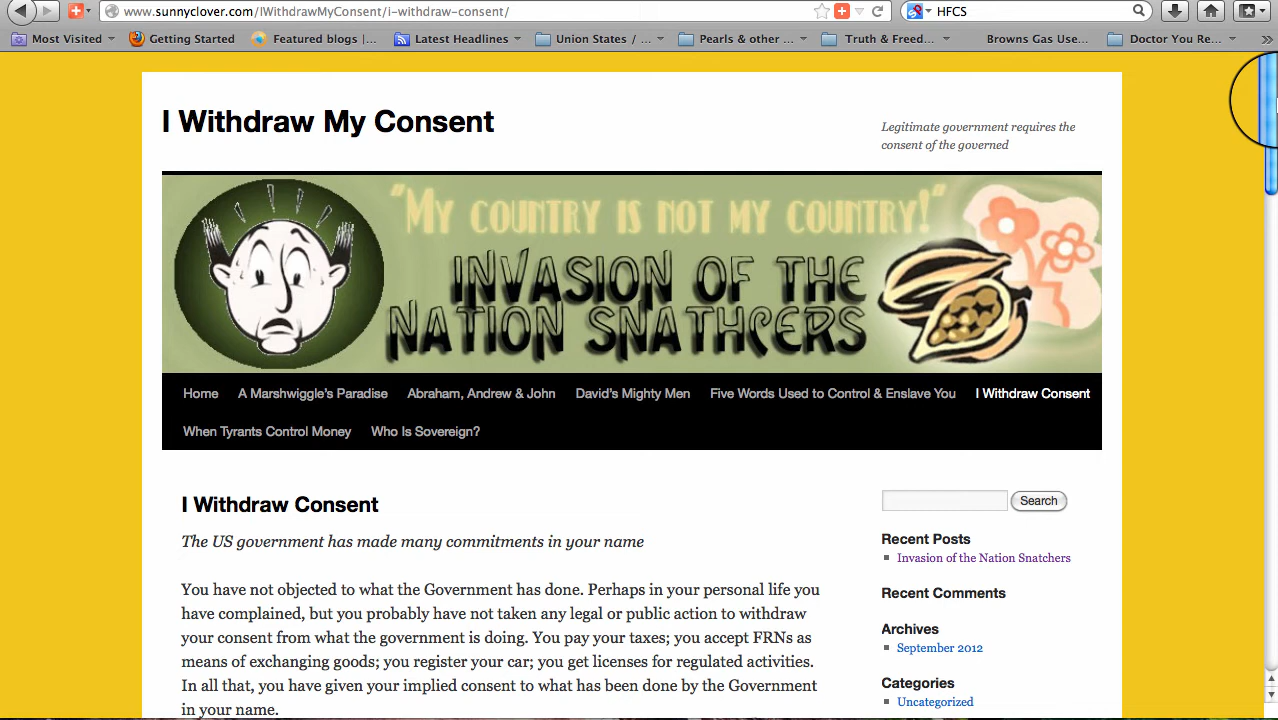 www.sunnyclover.com/IWithdrawMyConsent/i-withdraw-consent/
HFCS
Most Visited
Getting Started
Featured blogs |...
Latest Headlines
Union States / ...
Pearls & other ...
Truth & Freed...
Browns Gas Use...
Doctor You Re...
I Withdraw My Consent
Legitimate government requires the
consent of the governed
"My country is not my country!"
INVASION OF THE
NATION SNATHCERS
Home
A Marshwiggle's Paradise
Abraham, Andrew & John
David's Mighty Men
Five Words Used to Control & Enslave You
I Withdraw Consent
When Tyrants Control Money
Who Is Sovereign?
I Withdraw Consent
The US government has made many commitments in your name
You have not objected to what the Government has done. Perhaps in your personal life you
have complained, but you probably have not taken any legal or public action to withdraw
your consent from what the government is doing. You pay your taxes; you accept FRNs as
means of exchanging goods; you register your car; you get licenses for regulated activities.
In all that, you have given your implied consent to what has been done by the Government
in your name.
Search
Recent Posts
Invasion of the Nation Snatchers
Recent Comments
Archives
September 2012
Categories
Uncategorized